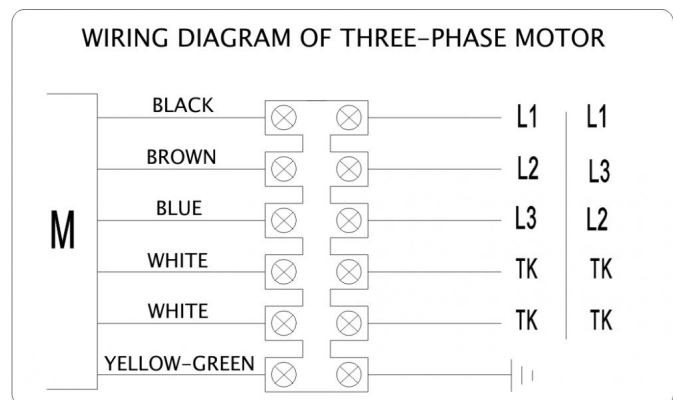 WIRING DIAGRAM OF THREE-PHASE MOTOR
M
BLACK L1 L1
BROWN L2 L3
BLUE L3 L2
WHITE TK TK
WHITE TK TK
YELLOW-GREEN